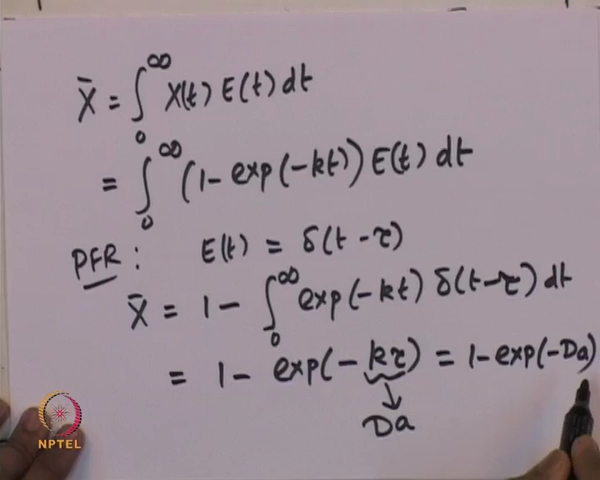 X̄ = ∫₀^∞ X(t) E(t) dt
= ∫₀^∞ (1 - exp(-kt)) E(t) dt
PFR : E(t) = δ(t - τ)
X̄ = 1 - ∫₀^∞ exp(-kt) δ(t-τ) dt
= 1 - exp(-kτ) = 1-exp(-Da)
Da
NPTEL